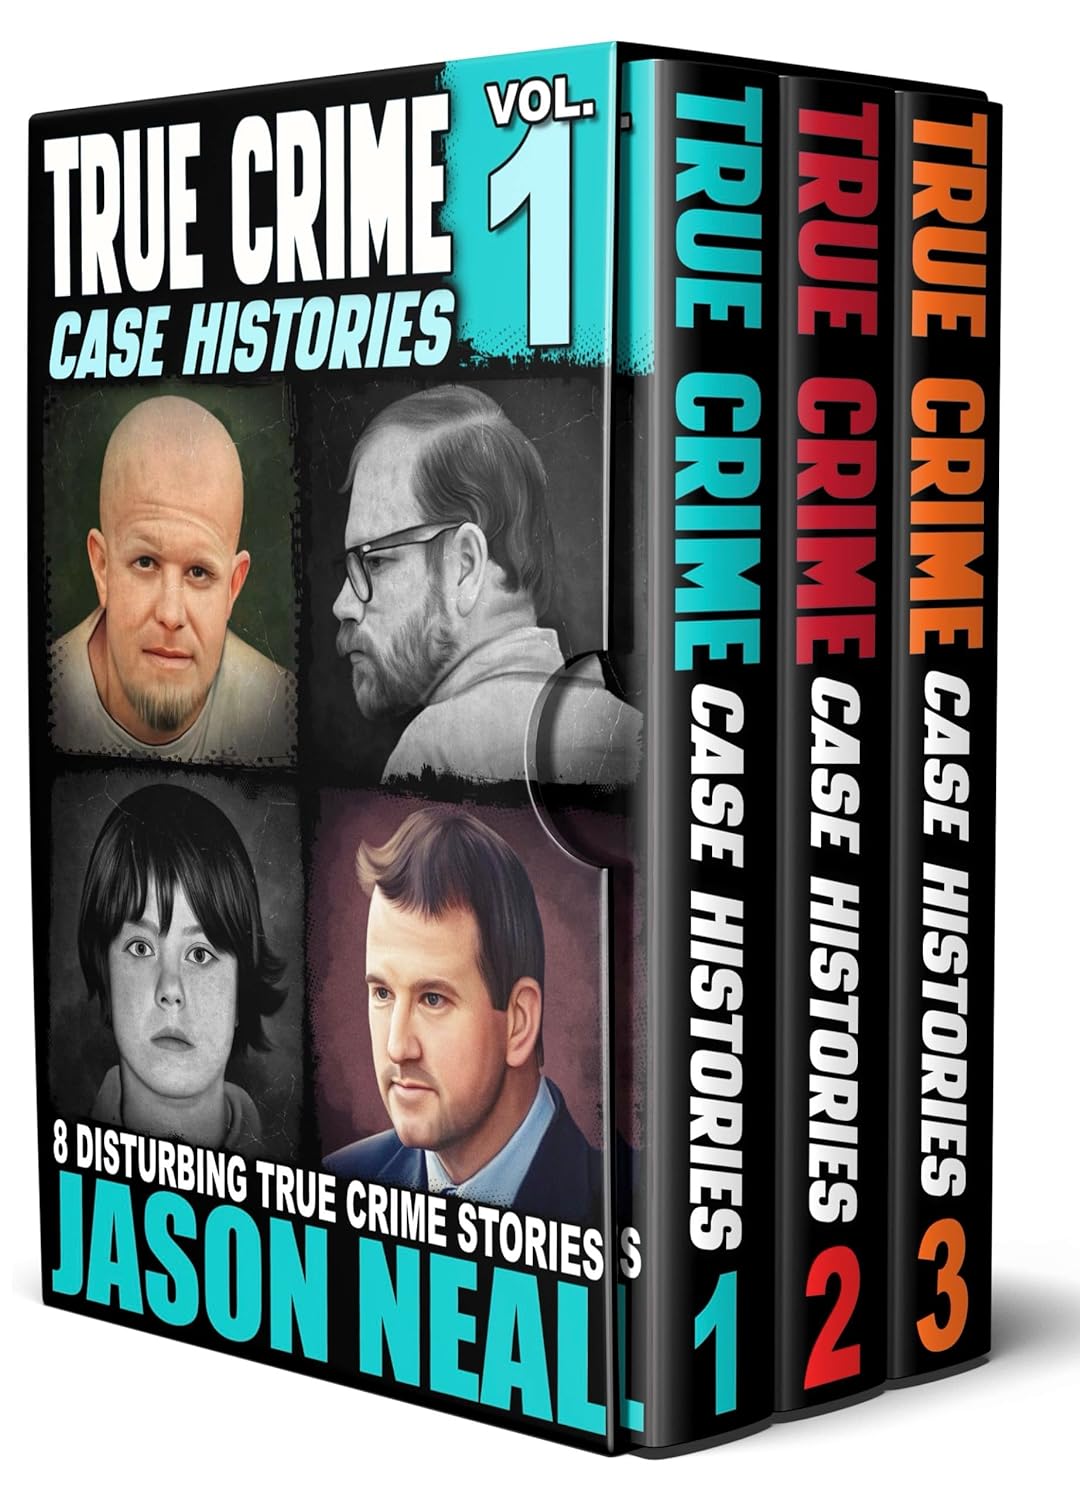 VOL.
1
TRUE CRIME
CASE HISTORIES
8 DISTURBING TRUE CRIME STORIES
JASON NEAL
S
TRUE CRIME CASE HISTORIES 1
TRUE CRIME CASE HISTORIES 2
TRUE CRIME CASE HISTORIES 3